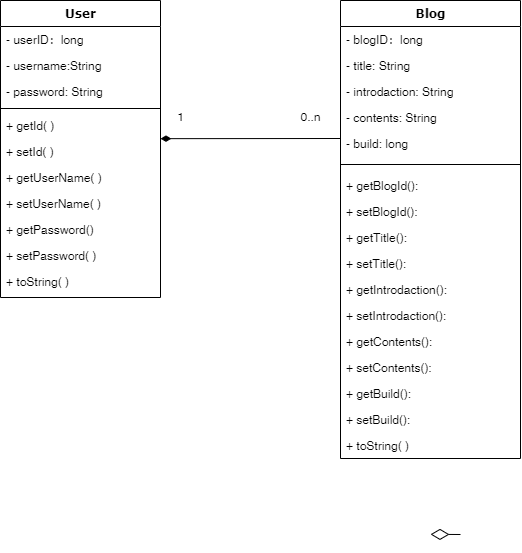 User
- userID： long
- username:String
- password: String
+ getId( )
+ setId( )
+ getUserName( )
+ setUserName( )
+ getPassword()
+ setPassword( )
+ toString( )
1
0..n
Blog
- blogID： long
- title: String
- introdaction: String
- contents: String
- build: long
+ getBlogId():
+ setBlogId():
+ getTitle():
+ setTitle():
+ getIntrodaction():
+ setIntrodaction():
+ getContents():
+ setContents():
+ getBuild():
+ setBuild():
+ toString( )